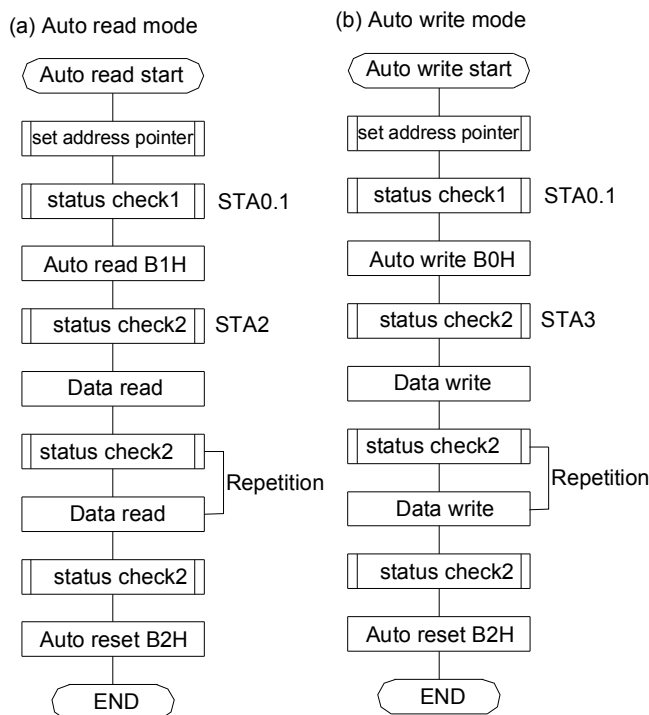 (a) Auto read mode
Auto read start
set address pointer
status check1 STA0.1
Auto read B1H
status check2 STA2
Data read
status check2
Repetition
Data read
status check2
Auto reset B2H
END
(b) Auto write mode
Auto write start
set address pointer
status check1 STA0.1
Auto write B0H
status check2 STA3
Data write
status check2
Repetition
Data write
status check2
Auto reset B2H
END